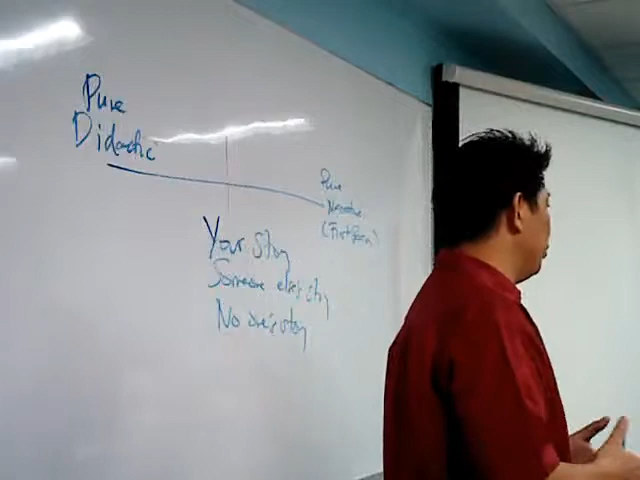 Pure
Didactic
Pure
Narrative
(First Person)
Your Story
Someone else's story
No one's story